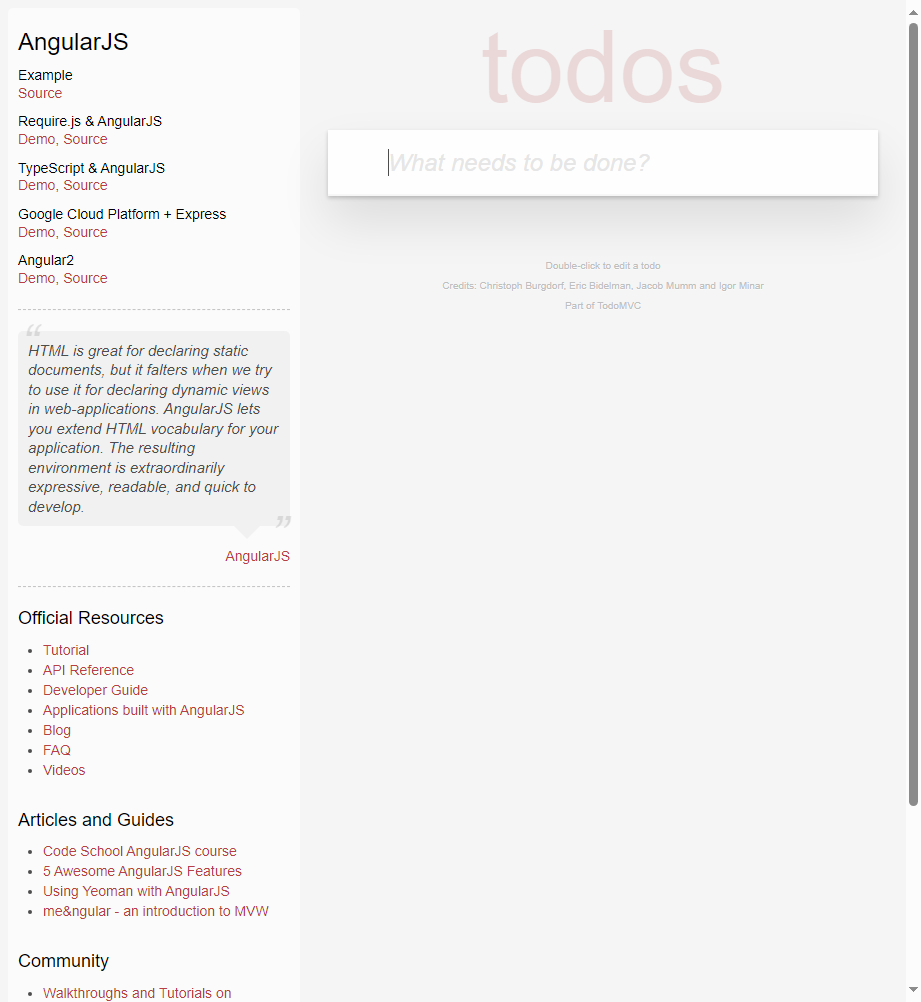 AngularJS
Example
Source
Require.js & AngularJS
Demo, Source
TypeScript & AngularJS
Demo, Source
Google Cloud Platform + Express
Demo, Source
Angular2
Demo, Source
“
HTML is great for declaring static
documents, but it falters when we try
to use it for declaring dynamic views
in web-applications. AngularJS lets
you extend HTML vocabulary for your
application. The resulting
environment is extraordinarily
expressive, readable, and quick to
develop.
”
AngularJS
Official Resources
Tutorial
API Reference
Developer Guide
Applications built with AngularJS
Blog
FAQ
Videos
Articles and Guides
Code School AngularJS course
5 Awesome AngularJS Features
Using Yeoman with AngularJS
me&ngular - an introduction to MVW
Community
Walkthroughs and Tutorials on
todos
What needs to be done?
Double-click to edit a todo
Credits: Christoph Burgdorf, Eric Bidelman, Jacob Mumm and Igor Minar
Part of TodoMVC